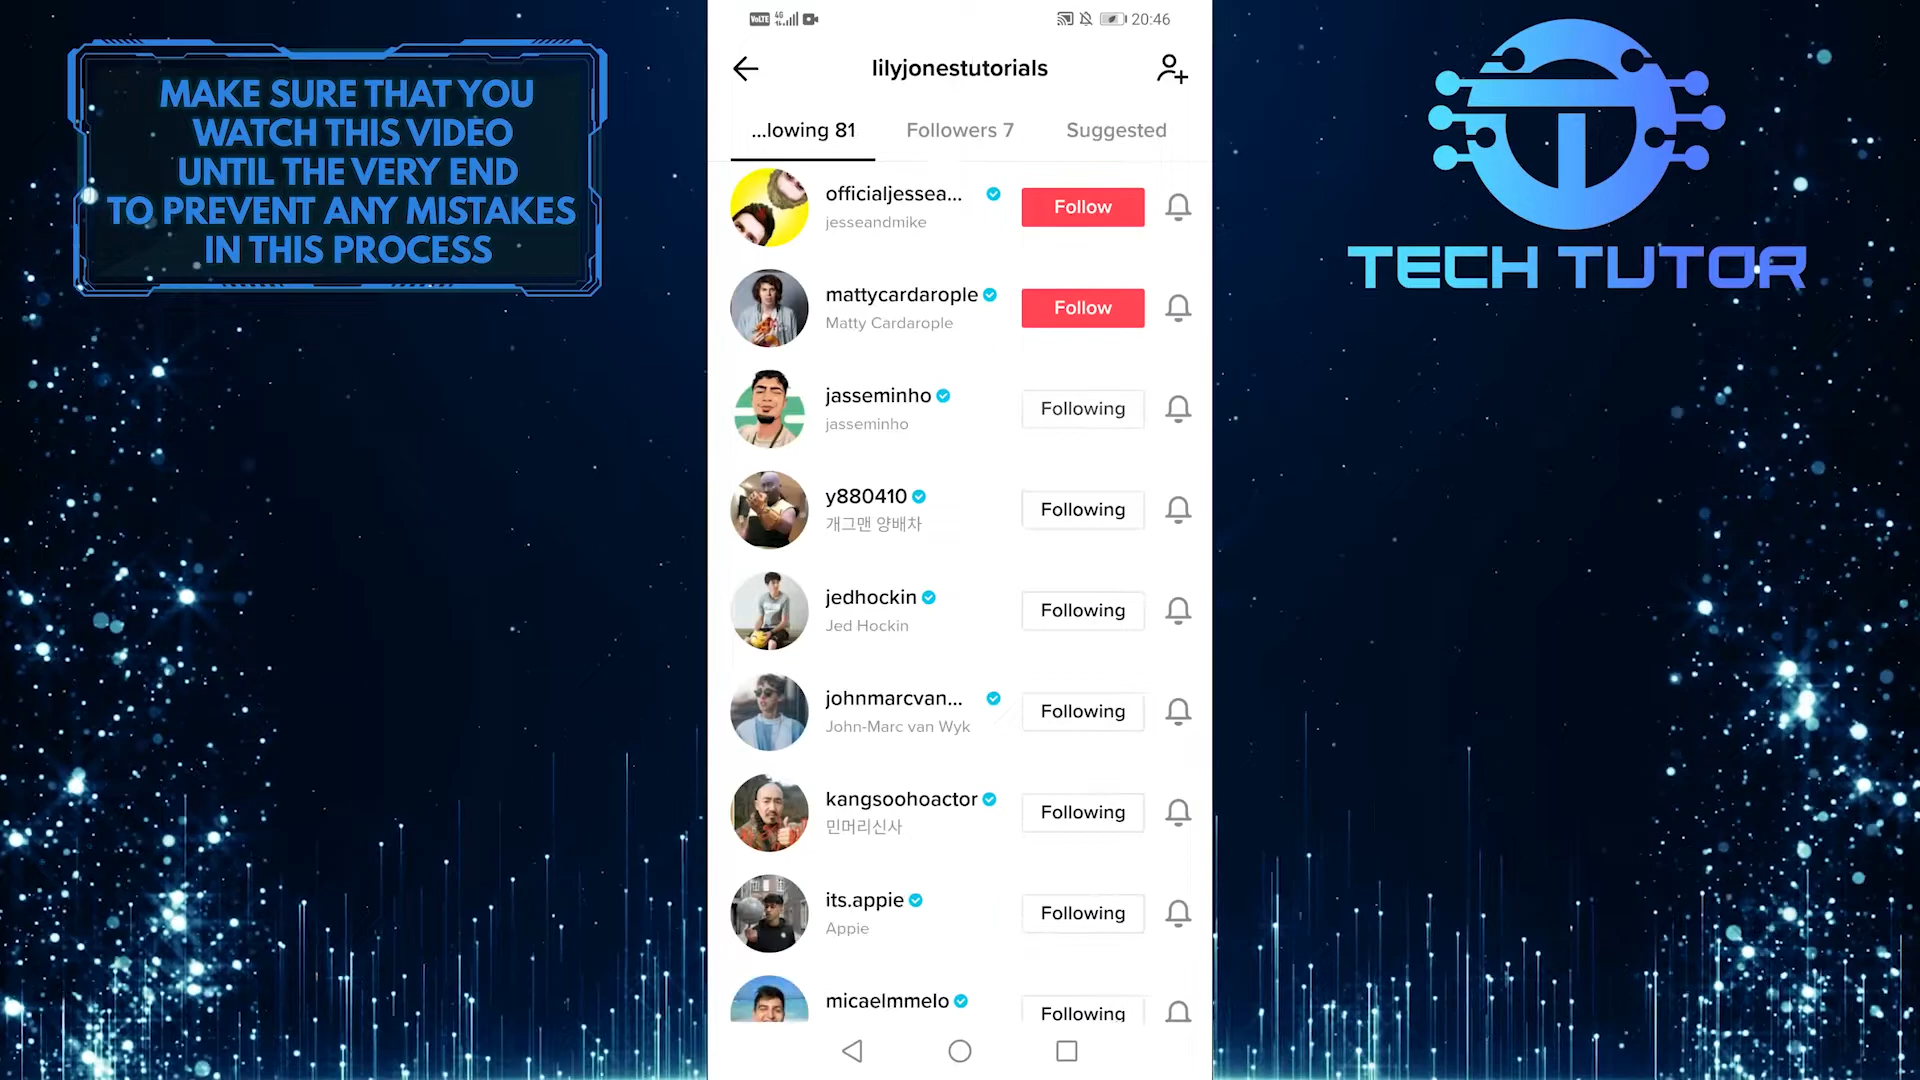 MAKE SURE THAT YOU
WATCH THIS VIDEO
UNTIL THE VERY END
TO PREVENT ANY MISTAKES
IN THIS PROCESS
VoLTE 4G 20:46
lilyjonestutorials
...lowing 81 Followers 7 Suggested
officialjessea... Follow
jesseandmike
mattycardarople Follow
Matty Cardarople
jasseminho Following
jasseminho
y880410 Following
개그맨 양배차
jedhockin Following
Jed Hockin
johnmarcvan... Following
John-Marc van Wyk
kangsoohoactor Following
민머리신사
its.appie Following
Appie
micaelmmelo Following
TECH TUTOR